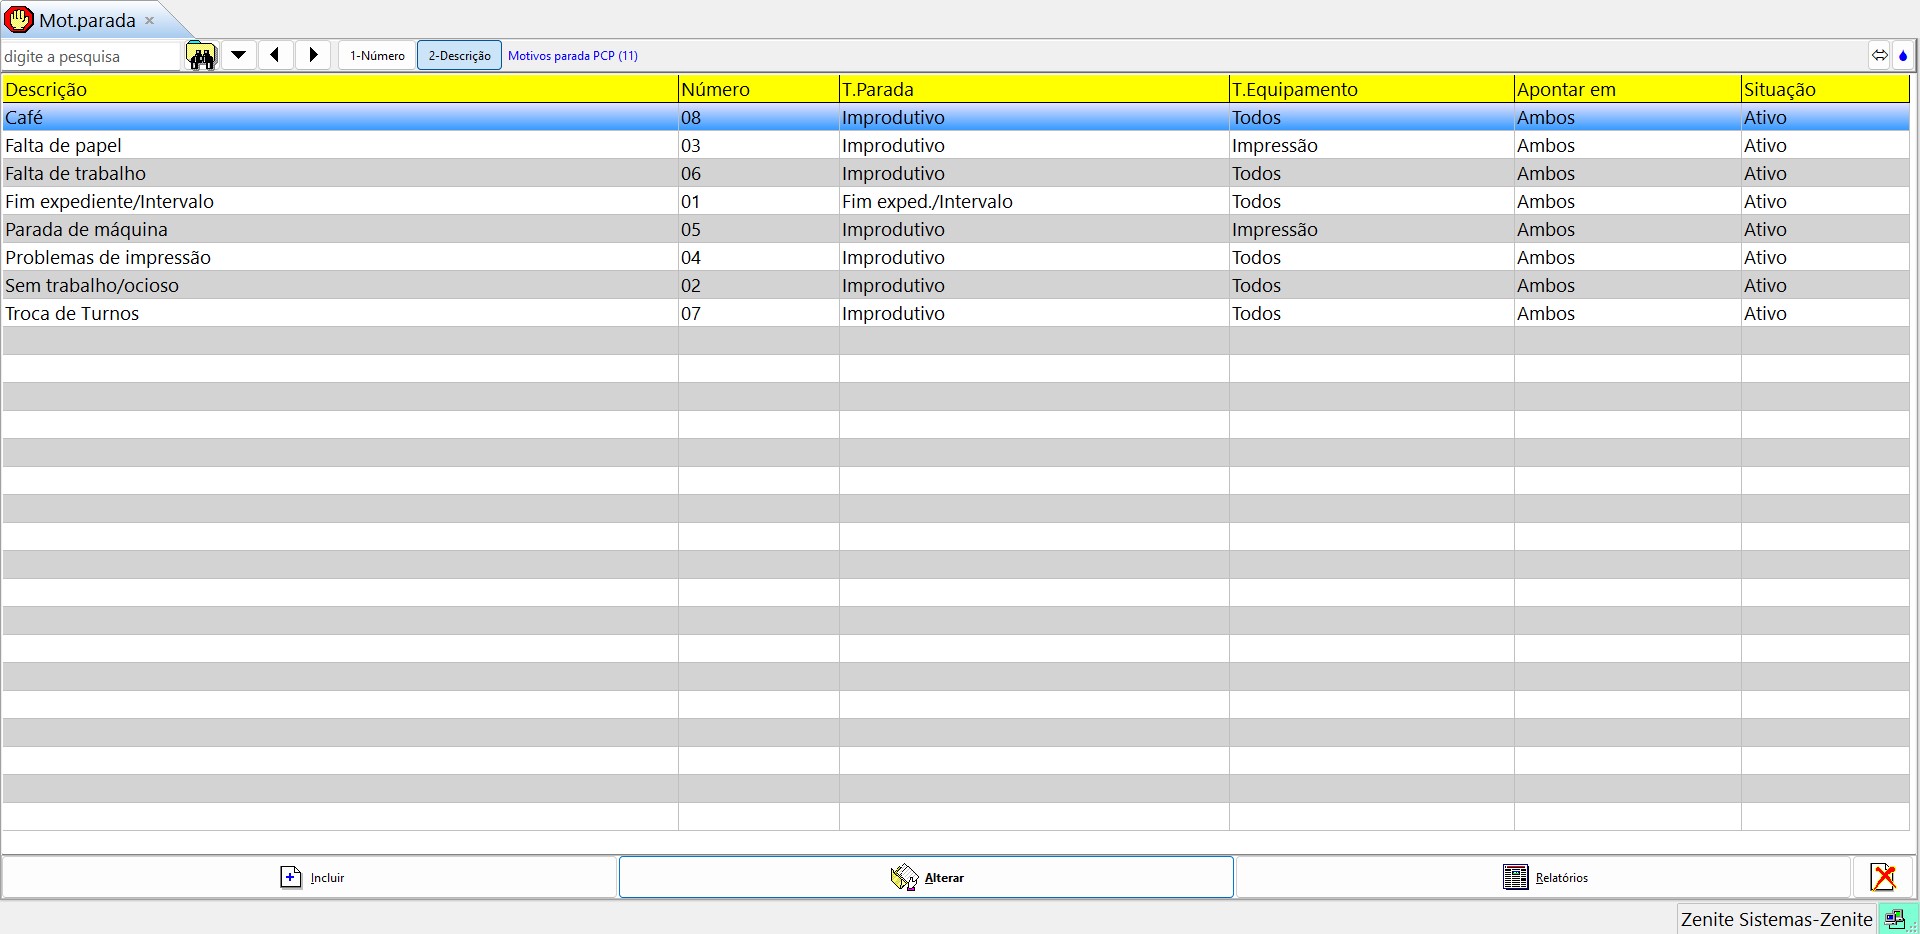 Mot.parada
digite a pesquisa 1-Número 2-Descrição Motivos parada PCP (11)
Descrição Número T.Parada T.Equipamento Apontar em Situação
Café 08 Improdutivo Todos Ambos Ativo
Falta de papel 03 Improdutivo Impressão Ambos Ativo
Falta de trabalho 06 Improdutivo Todos Ambos Ativo
Fim expediente/Intervalo 01 Fim exped./Intervalo Todos Ambos Ativo
Parada de máquina 05 Improdutivo Impressão Ambos Ativo
Problemas de impressão 04 Improdutivo Todos Ambos Ativo
Sem trabalho/ocioso 02 Improdutivo Todos Ambos Ativo
Troca de Turnos 07 Improdutivo Todos Ambos Ativo
Incluir Alterar Relatórios
Zenite Sistemas-Zenite